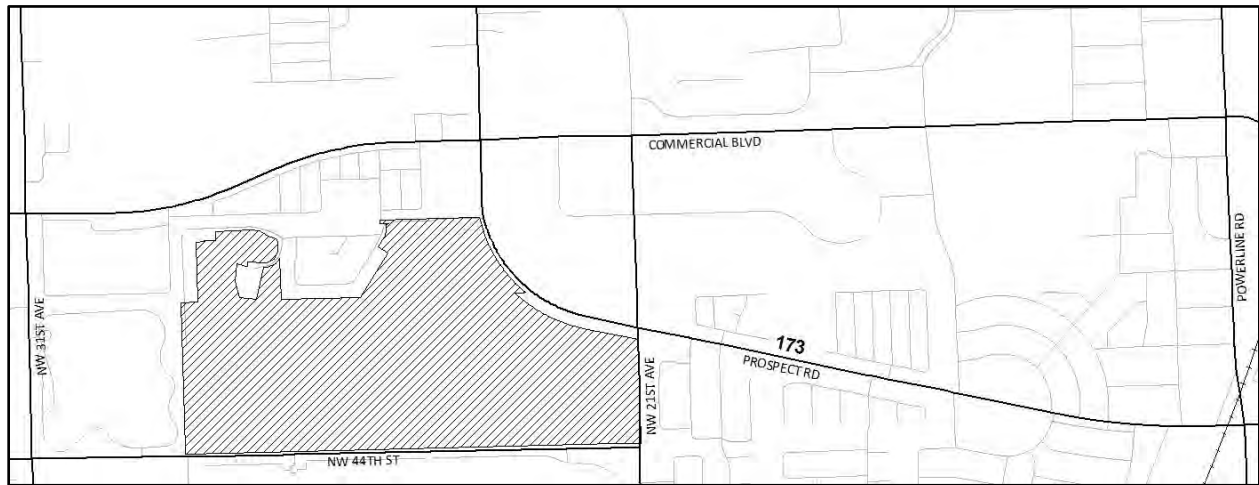 COMMERCIAL BLVD
POWERLINE RD
NW 31ST AVE
173
PROSPECT RD
NW 21ST AVE
NW 44TH ST